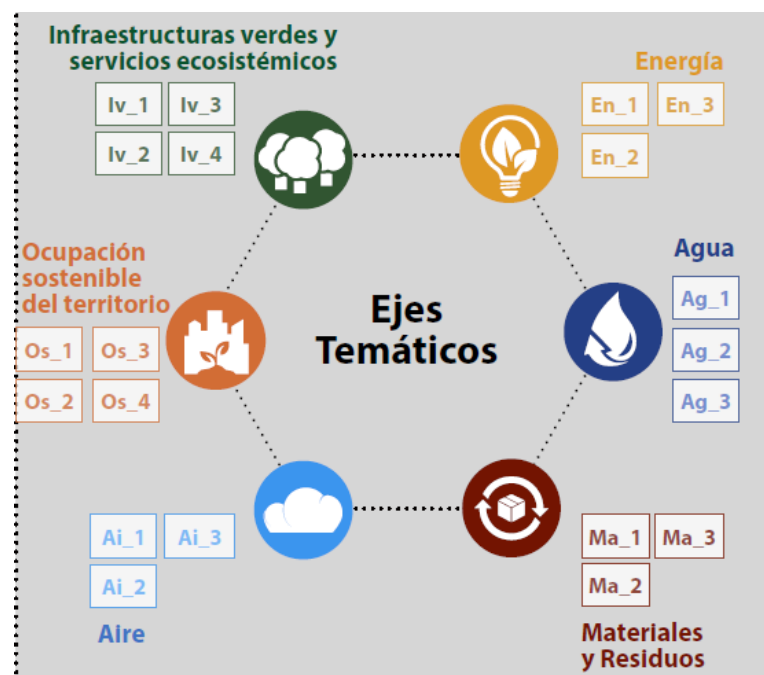 Infraestructuras verdes y
servicios ecosistémicos
Iv_1 Iv_3
Iv_2 Iv_4
Energía
En_1 En_3
En_2
Ocupación
sostenible
del territorio
Os_1 Os_3
Os_2 Os_4
Ejes
Temáticos
Agua
Ag_1
Ag_2
Ag_3
Ai_1 Ai_3
Ai_2
Aire
Ma_1 Ma_3
Ma_2
Materiales
y Residuos